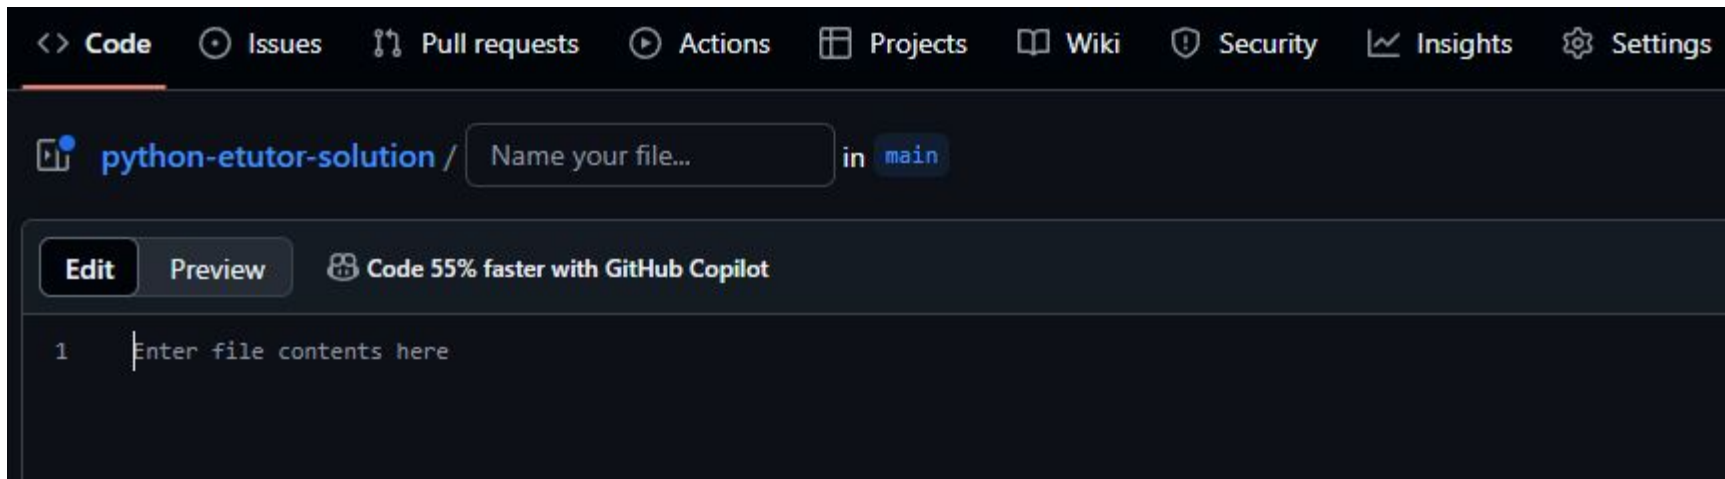 <> Code Issues Pull requests Actions Projects Wiki Security Insights Settings
python-etutor-solution / Name your file... in main
Edit Preview Code 55% faster with GitHub Copilot
1 Enter file contents here